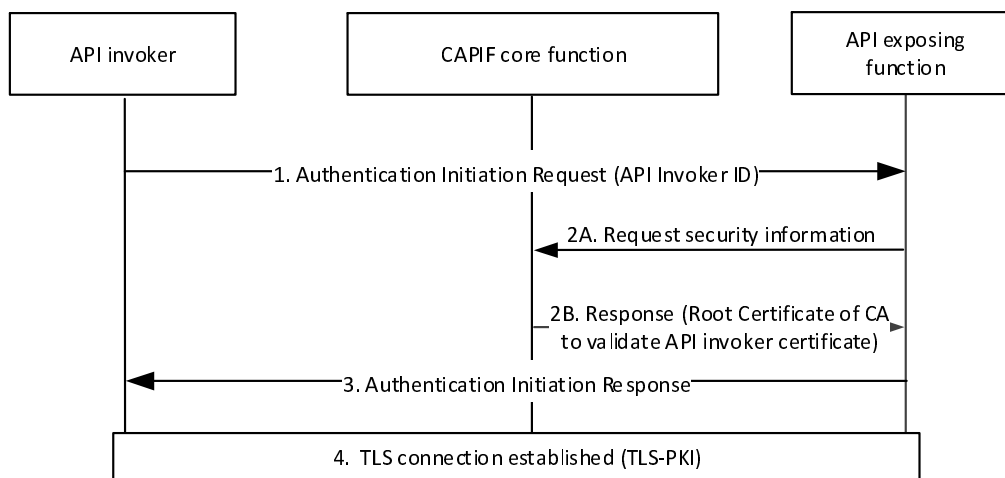 API invoker
CAPIF core function
API exposing
function
1. Authentication Initiation Request (API Invoker ID)
2A. Request security information
2B. Response (Root Certificate of CA
to validate API invoker certificate)
3. Authentication Initiation Response
4. TLS connection established (TLS-PKI)